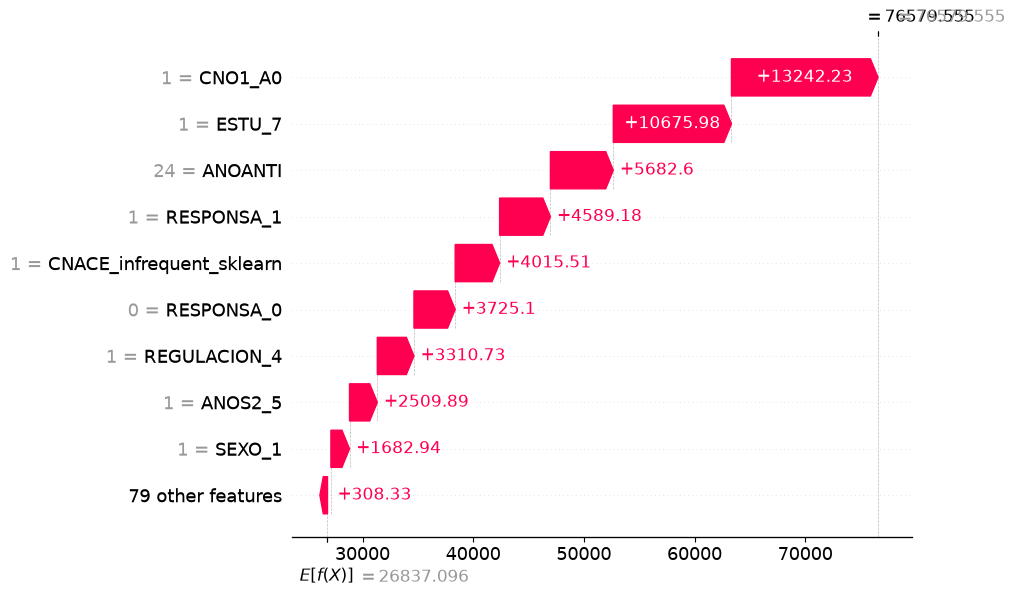 = 76579.555
1 = CNO1_A0
+13242.23
1 = ESTU_7
+10675.98
24 = ANOANTI
+5682.6
1 = RESPONSA_1
+4589.18
1 = CNACE_infrequent_sklearn
+4015.51
0 = RESPONSA_0
+3725.1
1 = REGULACION_4
+3310.73
1 = ANOS2_5
+2509.89
1 = SEXO_1
+1682.94
79 other features
+308.33
30000 40000 50000 60000 70000
E[f(X)] = 26837.096